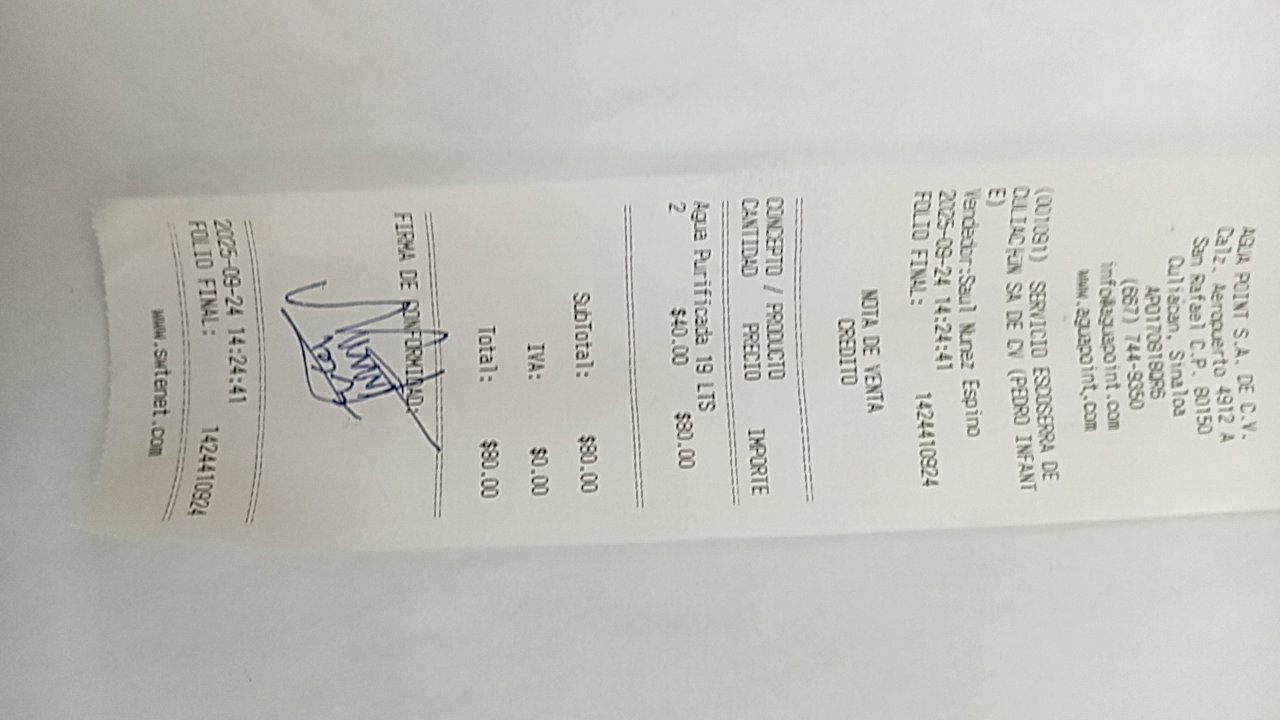 AGUA POINT S.A. DE C.V.
Calz. Aeropuerto 4912 A
San Rafael C.P. 80150
Culiacan, Sinaloa
APO170818QR6
(667) 744-9350
info@aguapoint.com
www.aguapoint.com
(001091) SERVICIO ESCOSERRA DE
CULIACAN SA DE CV (PEDRO INFANT
E)
Vendedor:Saul Nunez Espino
2025-09-24 14:24:41
FOLIO FINAL: 1424410924
NOTA DE VENTA
CREDITO
CONCEPTO / PRODUCTO
CANTIDAD PRECIO IMPORTE
Agua Purificada 19 LTS
2 $40.00 $80.00
SubTotal: $80.00
IVA: $0.00
Total: $80.00
FIRMA DE CONFORMIDAD:
2025-09-24 14:24:41
FOLIO FINAL: 1424410924
www.swtenet.com